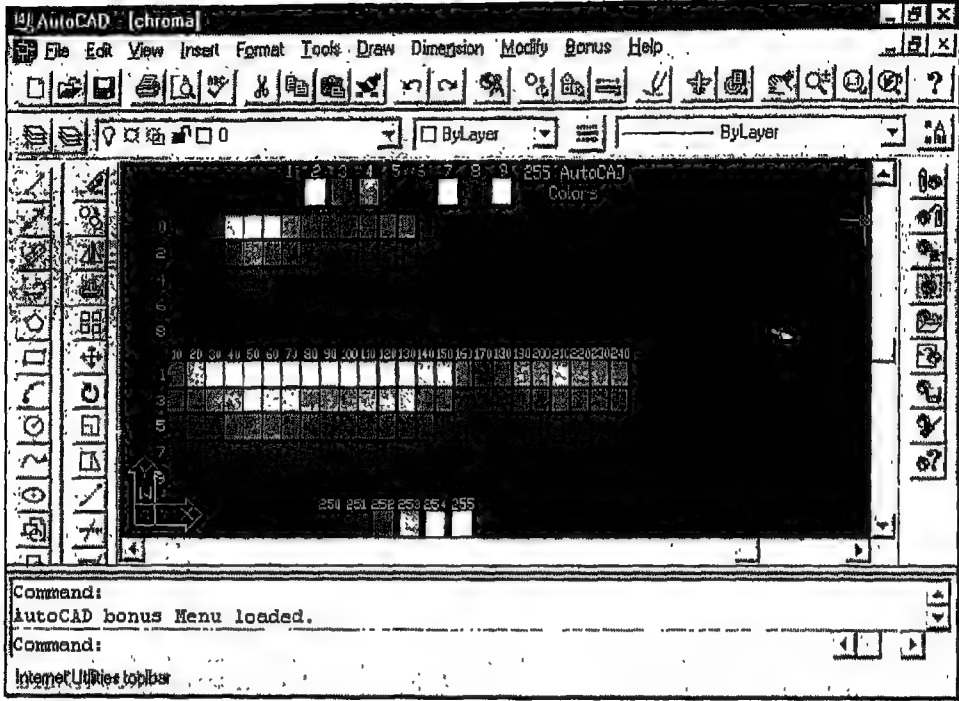 AutoCAD - [chroma]
File Edit View Insert Format Tools Draw Dimension Modify Bonus Help
ABC
?
0 ByLayer ByLayer
1 2 3 4 5 6 7 8 9 255 AutoCAD
Colors
0
2
4
6
8
10 20 30 40 50 60 70 80 90 100 110 120 130 140 150 160 170 180 190 200 210 220 230 240
1
3
5
7
9
W
X
250 251 252 253 254 255
Command:
AutoCAD bonus Menu loaded.
Command:
Internet Utilities toolbar